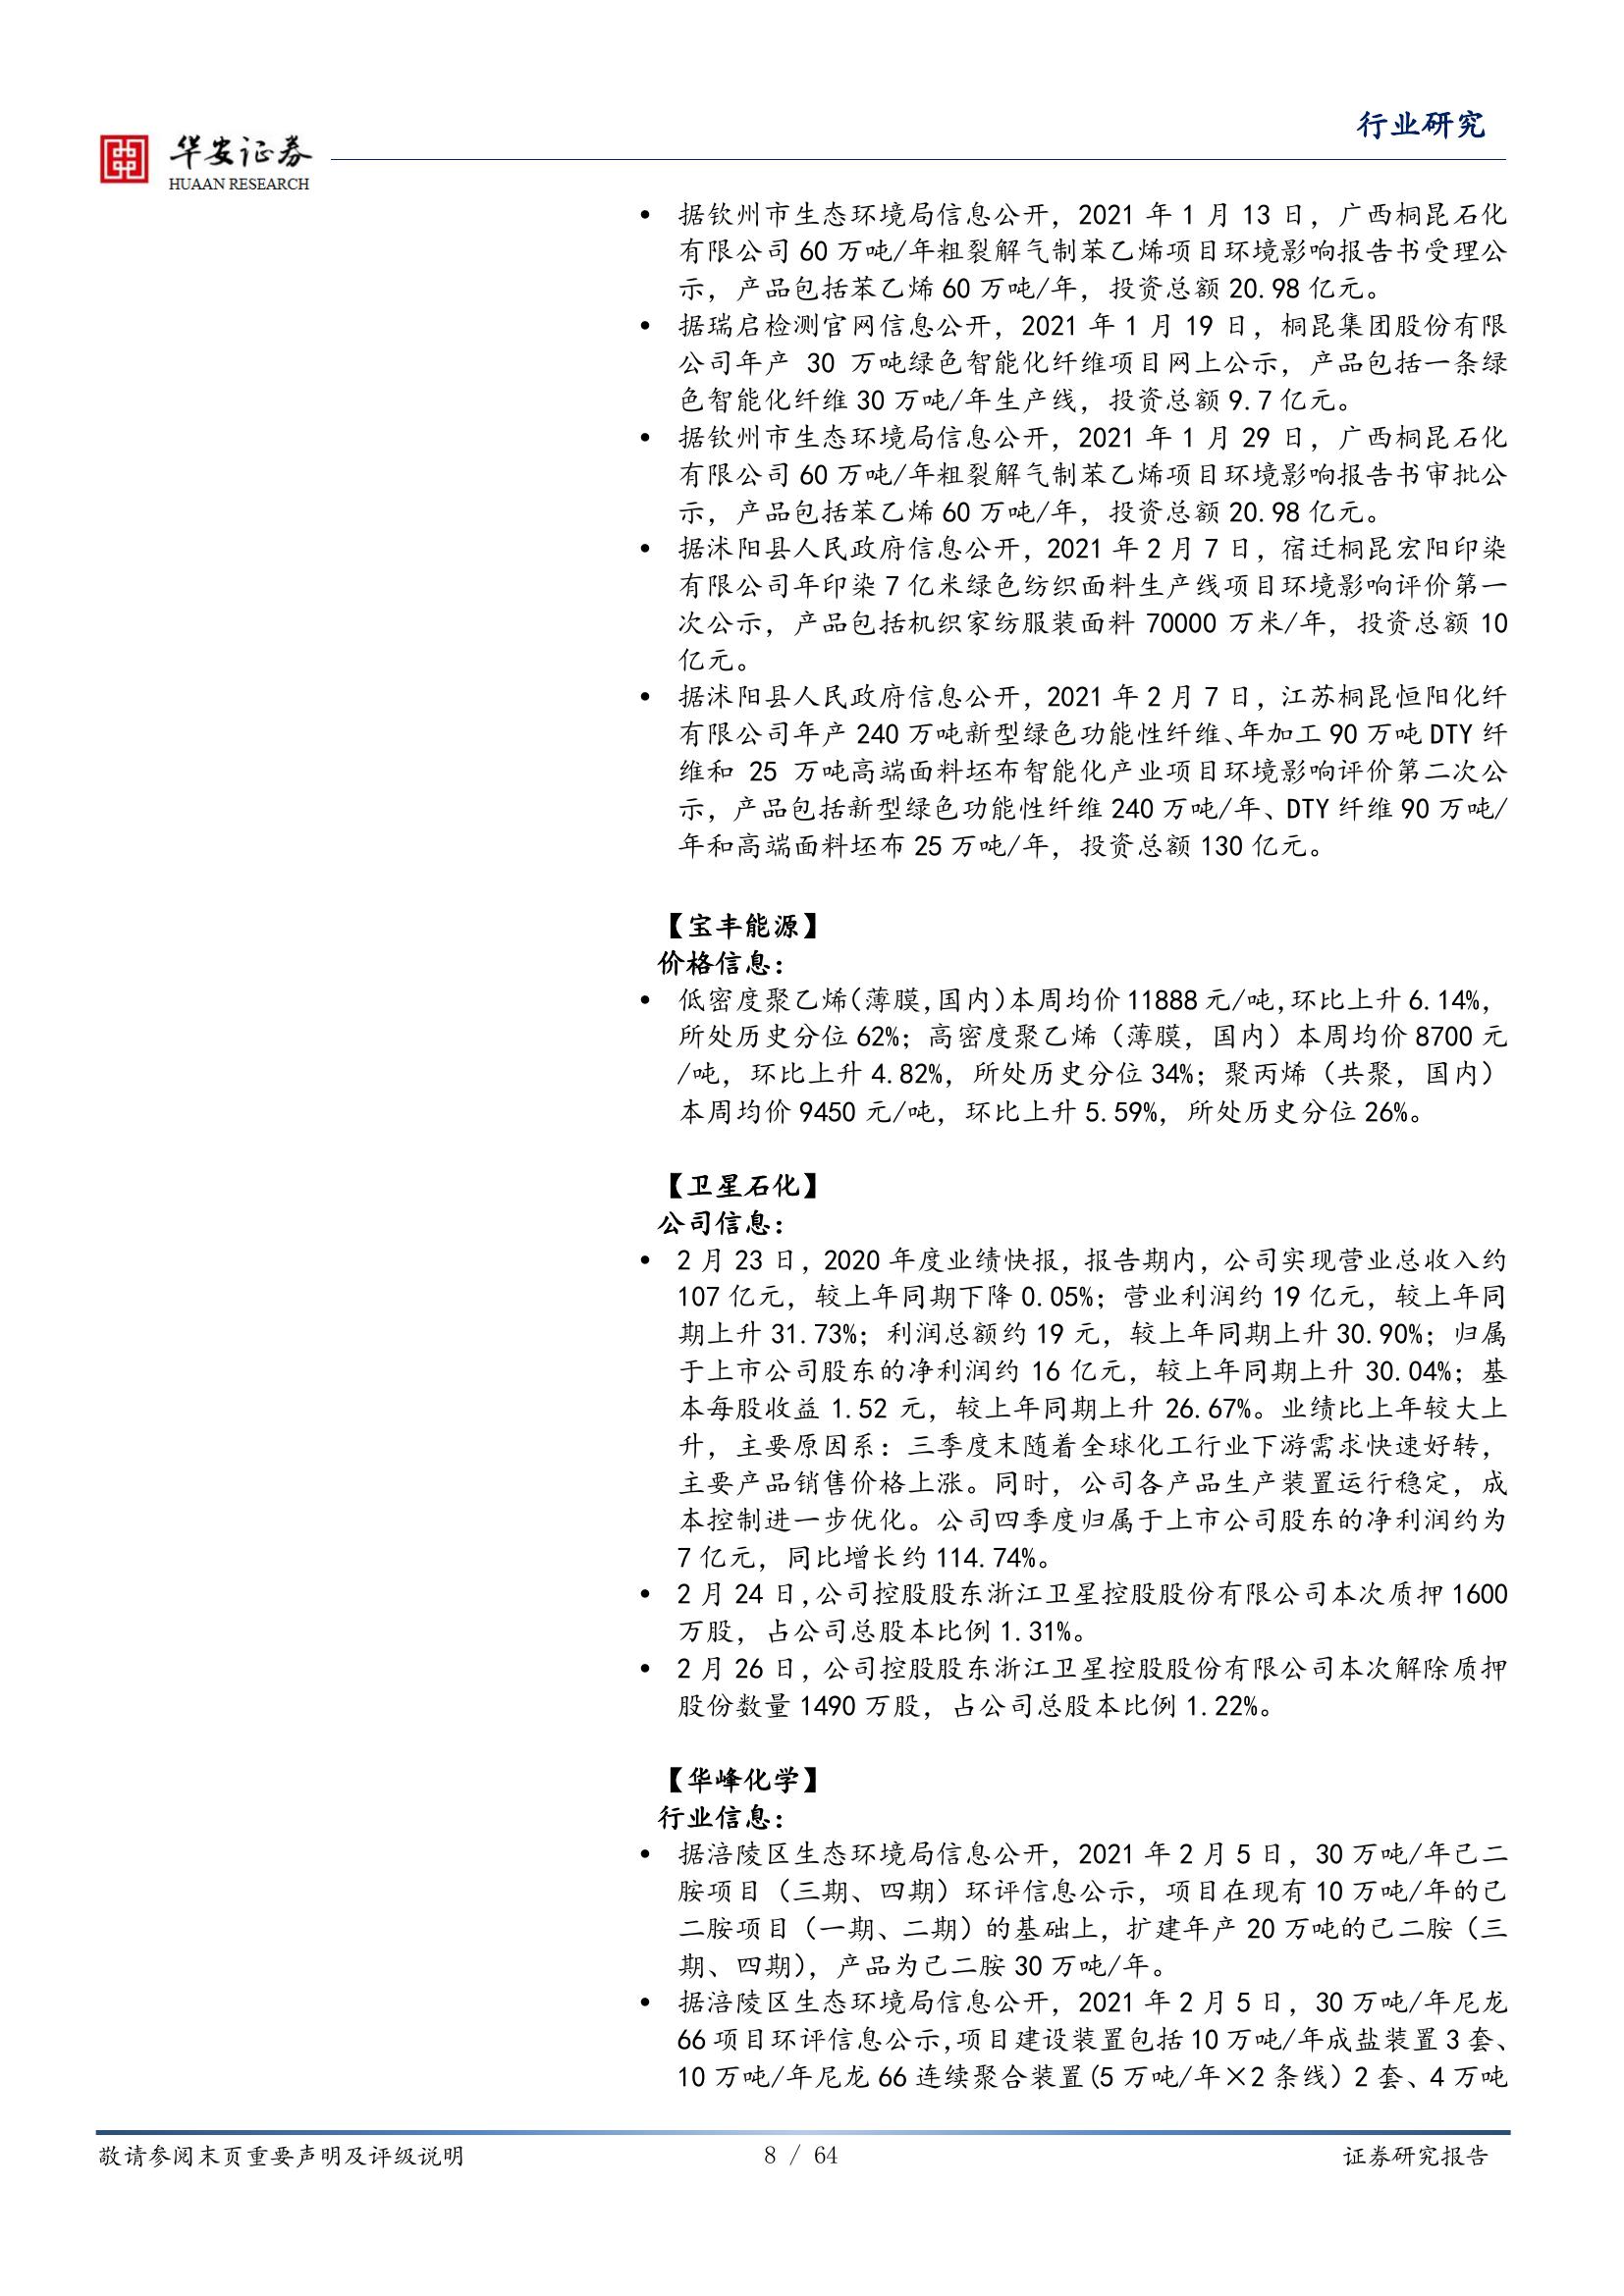 行业研究
华安证券
HUAAN RESEARCH
• 据钦州市生态环境局信息公开，2021 年 1 月 13 日，广西桐昆石化
有限公司 60 万吨/年粗裂解气制苯乙烯项目环境影响报告书受理公
示，产品包括苯乙烯 60 万吨/年，投资总额 20.98 亿元。
• 据瑞启检测官网信息公开，2021 年 1 月 19 日，桐昆集团股份有限
公司年产 30 万吨绿色智能化纤维项目网上公示，产品包括一条绿
色智能化纤维 30 万吨/年生产线，投资总额 9.7 亿元。
• 据钦州市生态环境局信息公开，2021 年 1 月 29 日，广西桐昆石化
有限公司 60 万吨/年粗裂解气制苯乙烯项目环境影响报告书审批公
示，产品包括苯乙烯 60 万吨/年，投资总额 20.98 亿元。
• 据沭阳县人民政府信息公开，2021 年 2 月 7 日，宿迁桐昆宏阳印染
有限公司年印染 7 亿米绿色纺织面料生产线项目环境影响评价第一
次公示，产品包括机织家纺服装面料 70000 万米/年，投资总额 10
亿元。
• 据沭阳县人民政府信息公开，2021 年 2 月 7 日，江苏桐昆恒阳化纤
有限公司年产 240 万吨新型绿色功能性纤维、年加工 90 万吨 DTY 纤
维和 25 万吨高端面料坯布智能化产业项目环境影响评价第二次公
示，产品包括新型绿色功能性纤维 240 万吨/年、DTY 纤维 90 万吨/
年和高端面料坯布 25 万吨/年，投资总额 130 亿元。
【宝丰能源】
价格信息：
• 低密度聚乙烯(薄膜,国内)本周均价 11888 元/吨,环比上升 6.14%，
所处历史分位 62%；高密度聚乙烯（薄膜，国内）本周均价 8700 元
/吨，环比上升 4.82%，所处历史分位 34%；聚丙烯（共聚，国内）
本周均价 9450 元/吨，环比上升 5.59%，所处历史分位 26%。
【卫星石化】
公司信息：
• 2 月 23 日，2020 年度业绩快报，报告期内，公司实现营业总收入约
107 亿元，较上年同期下降 0.05%；营业利润约 19 亿元，较上年同
期上升 31.73%；利润总额约 19 元，较上年同期上升 30.90%；归属
于上市公司股东的净利润约 16 亿元，较上年同期上升 30.04%；基
本每股收益 1.52 元，较上年同期上升 26.67%。业绩比上年较大上
升，主要原因系：三季度末随着全球化工行业下游需求快速好转，
主要产品销售价格上涨。同时，公司各产品生产装置运行稳定，成
本控制进一步优化。公司四季度归属于上市公司股东的净利润约为
7 亿元，同比增长约 114.74%。
• 2 月 24 日,公司控股股东浙江卫星控股股份有限公司本次质押 1600
万股，占公司总股本比例 1.31%。
• 2 月 26 日，公司控股股东浙江卫星控股股份有限公司本次解除质押
股份数量 1490 万股，占公司总股本比例 1.22%。
【华峰化学】
行业信息：
• 据涪陵区生态环境局信息公开，2021 年 2 月 5 日，30 万吨/年己二
胺项目（三期、四期）环评信息公示，项目在现有 10 万吨/年的己
二胺项目（一期、二期）的基础上，扩建年产 20 万吨的己二胺（三
期、四期），产品为己二胺 30 万吨/年。
• 据涪陵区生态环境局信息公开，2021 年 2 月 5 日，30 万吨/年尼龙
66 项目环评信息公示,项目建设装置包括 10 万吨/年成盐装置 3 套、
10 万吨/年尼龙 66 连续聚合装置(5 万吨/年×2 条线）2 套、4 万吨
敬请参阅末页重要声明及评级说明
8 / 64
证券研究报告